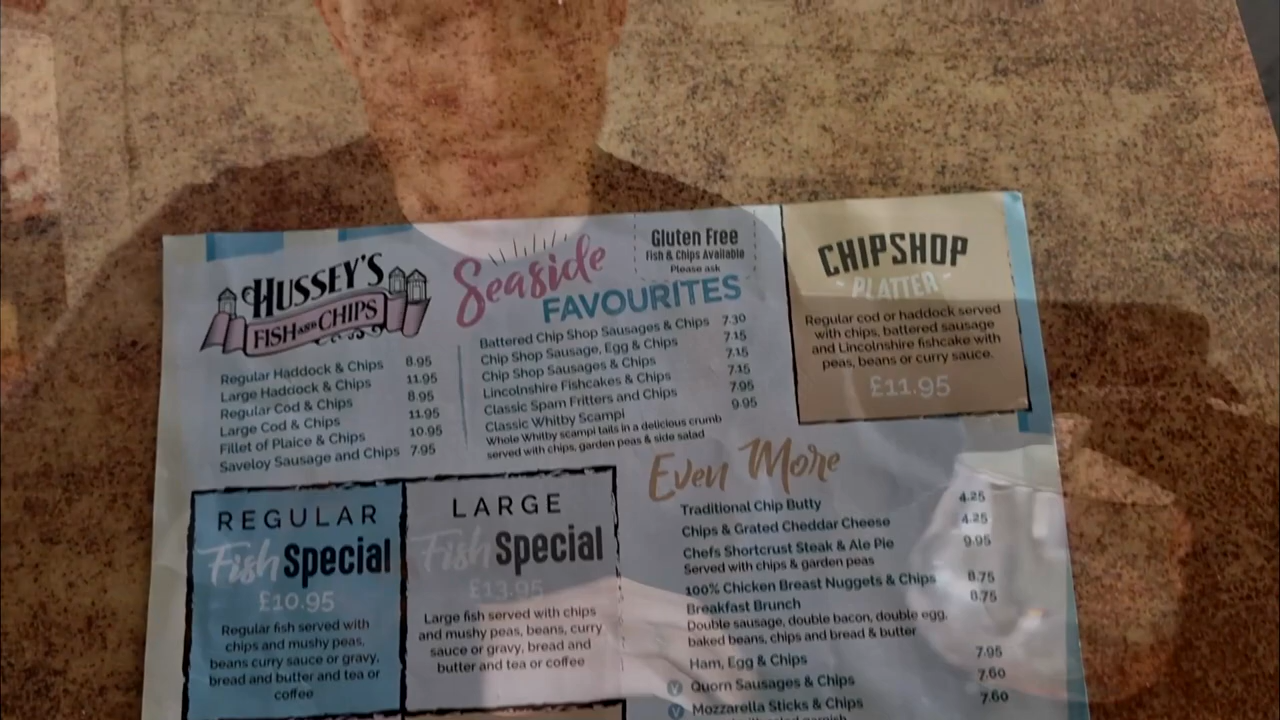 HUSSEY'S
FISH AND CHIPS
Regular Haddock & Chips 8.95
Large Haddock & Chips 11.95
Regular Cod & Chips 8.95
Large Cod & Chips 11.95
Fillet of Plaice & Chips 10.95
Saveloy Sausage and Chips 7.95
Seaside
FAVOURITES
Gluten Free
Fish & Chips Available
Please ask
Battered Chip Shop Sausages & Chips 7.30
Chip Shop Sausage, Egg & Chips 7.15
Chip Shop Sausages & Chips 7.15
Lincolnshire Fishcakes & Chips 7.15
Classic Spam Fritters and Chips 7.95
Classic Whitby Scampi 9.95
Whole Whitby scampi tails in a delicious crumb
served with chips, garden peas & side salad
CHIPSHOP
- PLATTER -
Regular cod or haddock served
with chips, battered sausage
and Lincolnshire fishcake with
peas, beans or curry sauce.
£11.95
REGULAR
Fish Special
£10.95
Regular fish served with
chips and mushy peas,
beans curry sauce or gravy,
bread and butter and tea or
coffee
LARGE
Fish Special
£13.95
Large fish served with chips
and mushy peas, beans, curry
sauce or gravy, bread and
butter and tea or coffee
Even More
Traditional Chip Butty 4.25
Chips & Grated Cheddar Cheese 4.25
Chefs Shortcrust Steak & Ale Pie 9.95
Served with chips & garden peas
100% Chicken Breast Nuggets & Chips 8.75
Breakfast Brunch 8.75
Double sausage, double bacon, double egg,
baked beans, chips and bread & butter
Ham, Egg & Chips 7.95
V Quorn Sausages & Chips 7.60
V Mozzarella Sticks & Chips 7.60